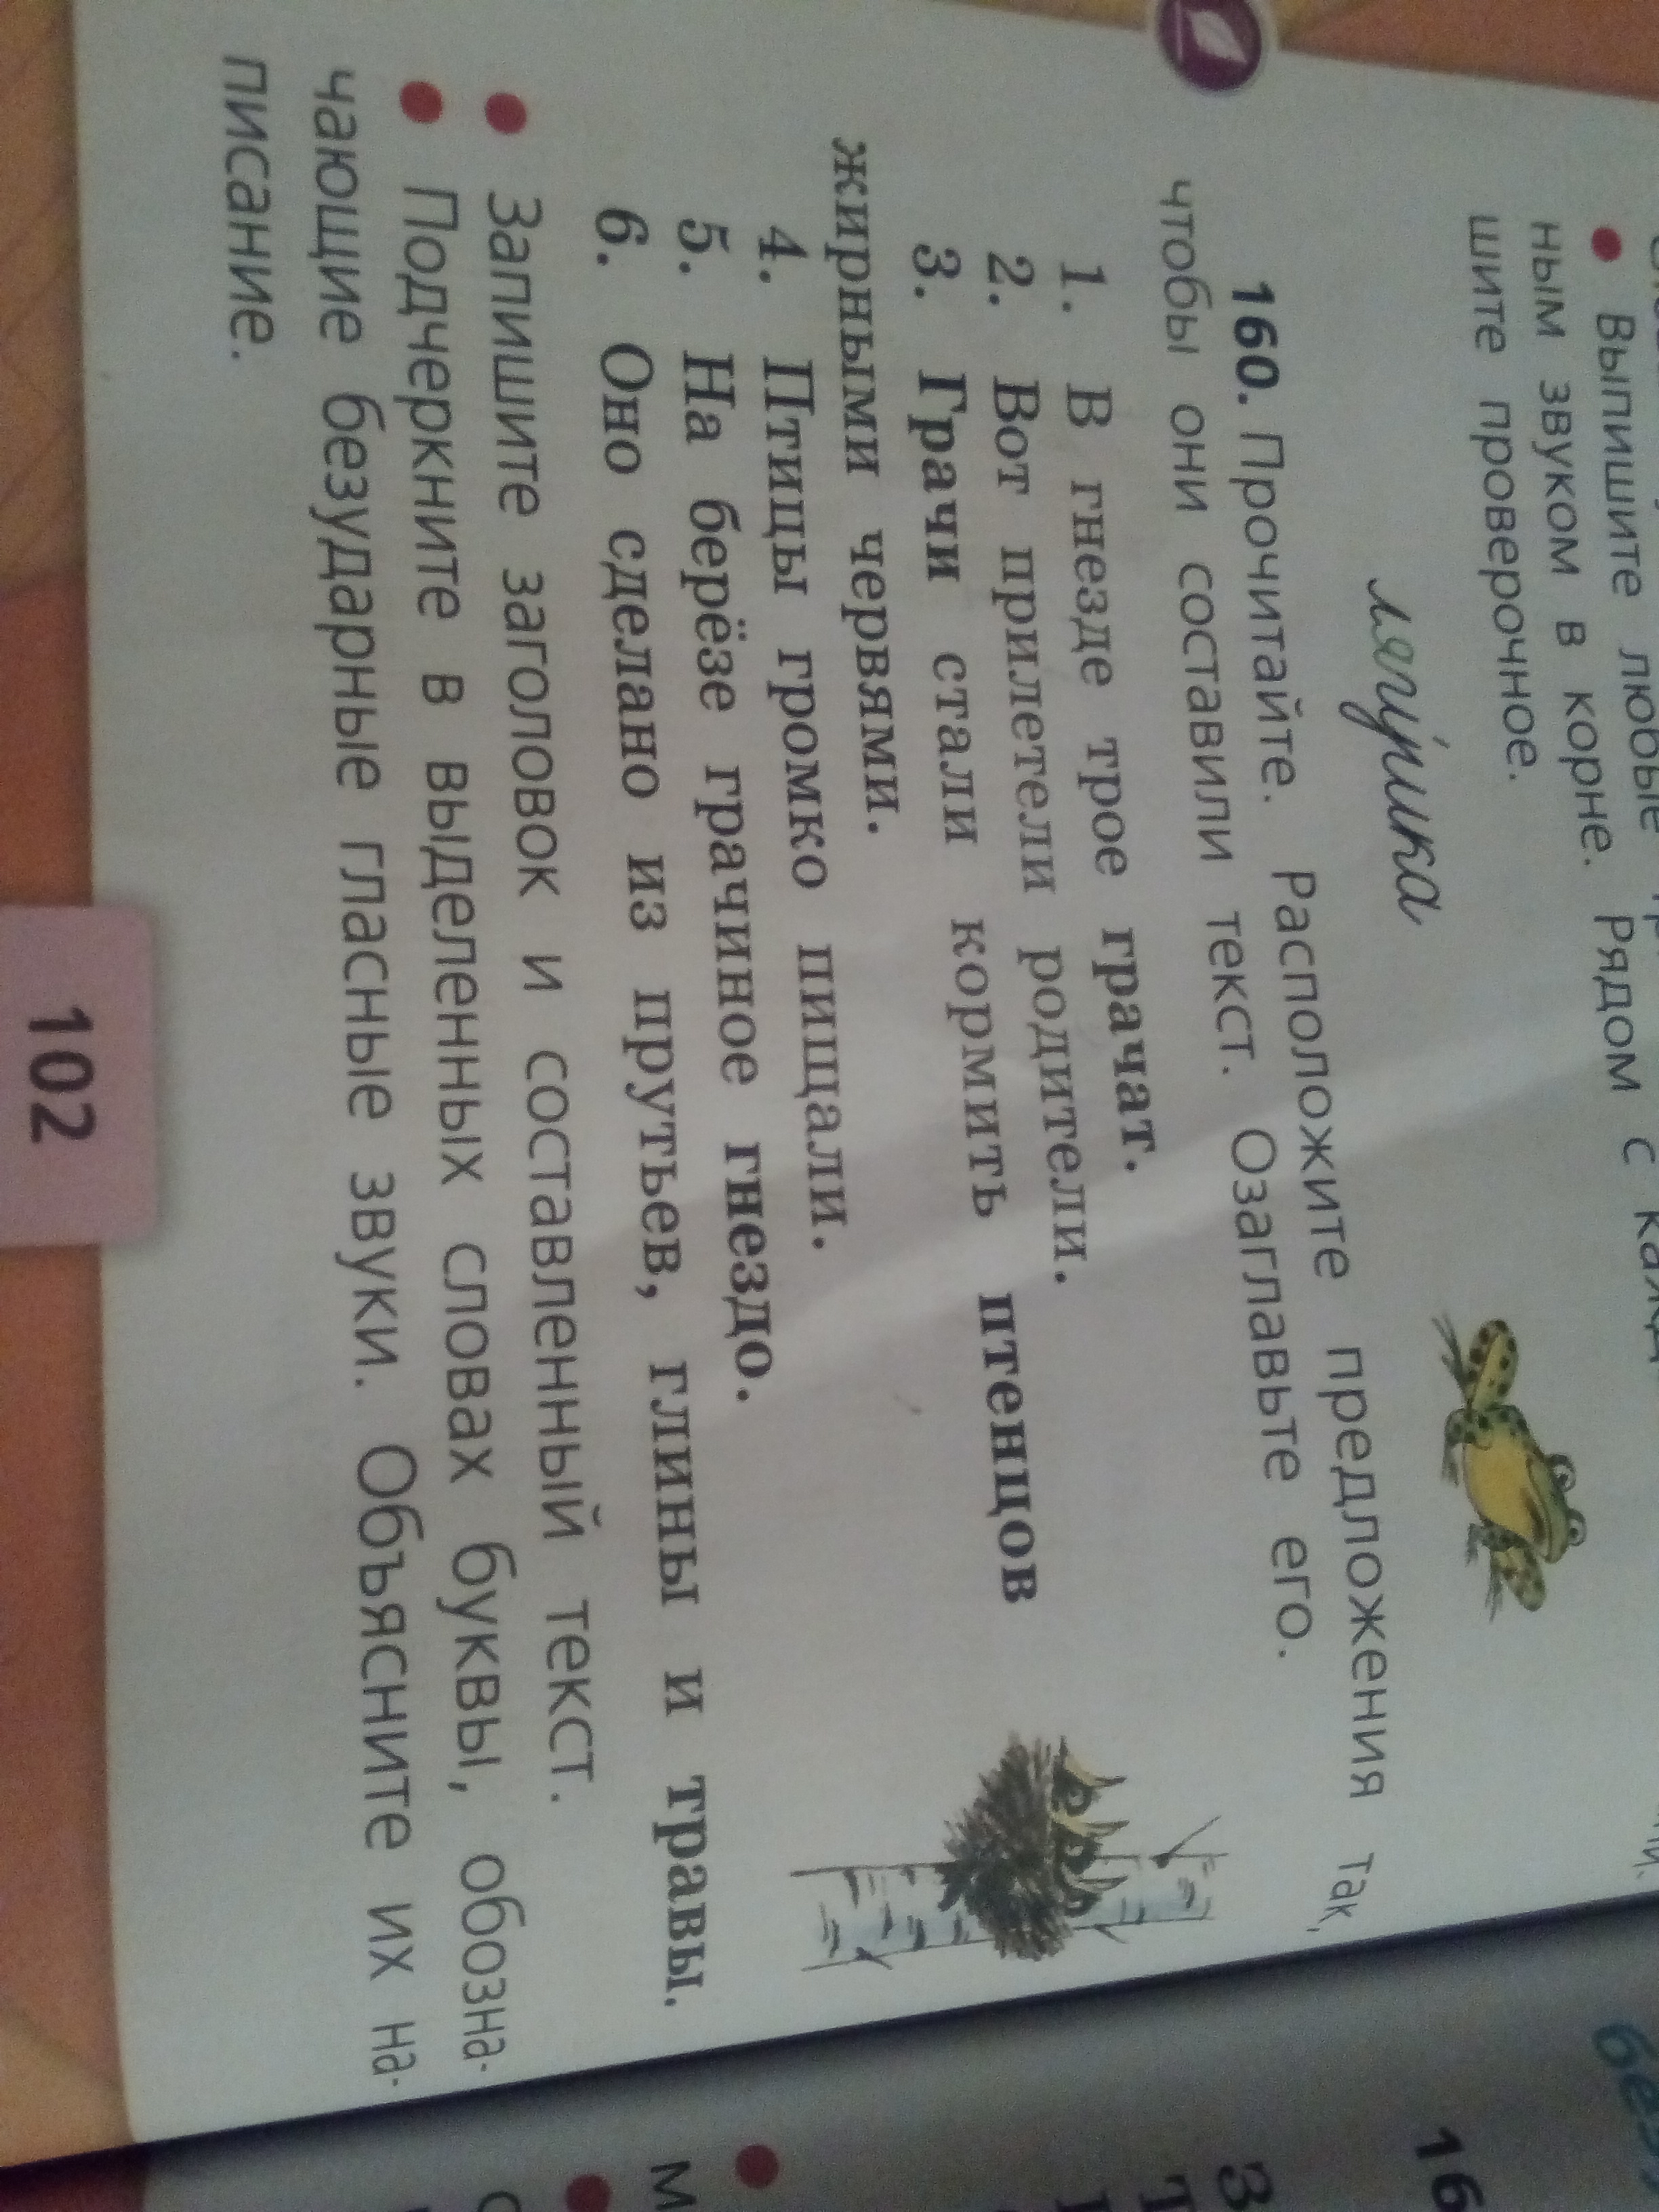 • Выпишите любые
ным звуком в корне. Рядом с
шите проверочное.
лягу́шка
160. Прочитайте. Расположите предложения так,
чтобы они составили текст. Озаглавьте его.
1. В гнезде трое грачат.
2. Вот прилетели родители.
3. Грачи стали кормить птенцов
жирными червями.
4. Птицы громко пищали.
5. На берёзе грачиное гнездо.
6. Оно сделано из прутьев, глины и травы.
• Запишите заголовок и составленный текст.
• Подчеркните в выделенных словах буквы, обозна-
чающие безударные гласные звуки. Объясните их на-
писание.
102